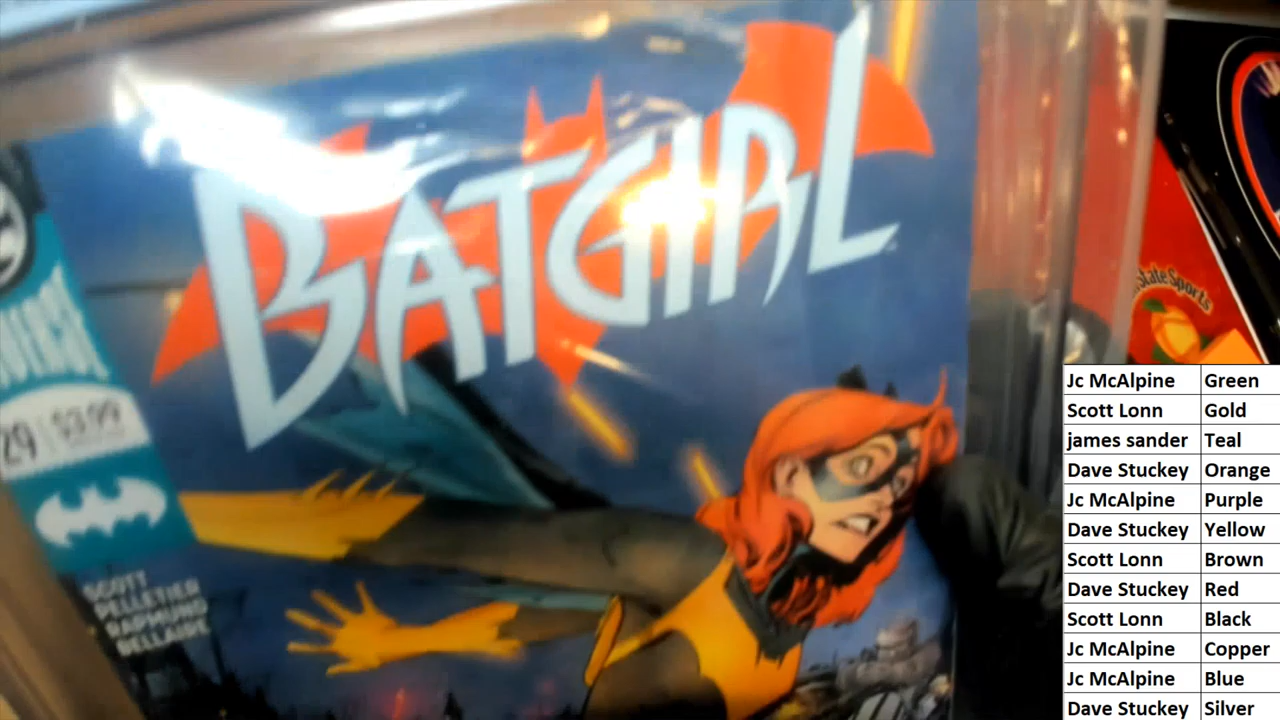 BATGIRL
29 $3.99
SCOTT
PELLETIER
RAPMUND
BELLAIRE
State Sports
Jc McAlpine Green
Scott Lonn Gold
james sander Teal
Dave Stuckey Orange
Jc McAlpine Purple
Dave Stuckey Yellow
Scott Lonn Brown
Dave Stuckey Red
Scott Lonn Black
Jc McAlpine Copper
Jc McAlpine Blue
Dave Stuckey Silver